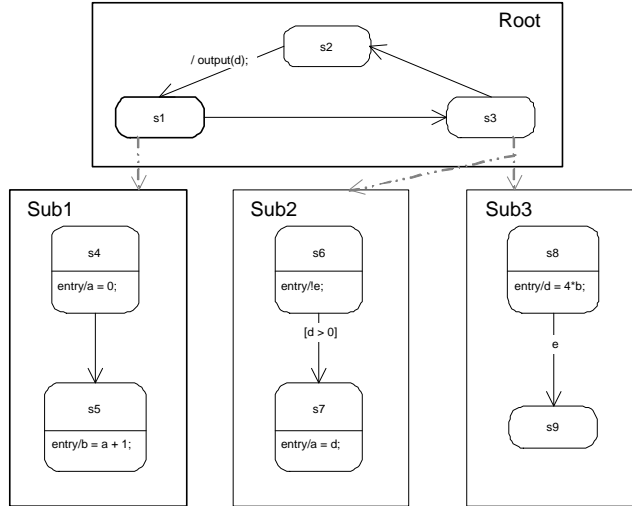 Root
s2
/ output(d);
s1
s3
Sub1
Sub2
Sub3
s4
entry/a = 0;
s6
entry/!e;
s8
entry/d = 4*b;
[d > 0]
e
s5
entry/b = a + 1;
s7
entry/a = d;
s9